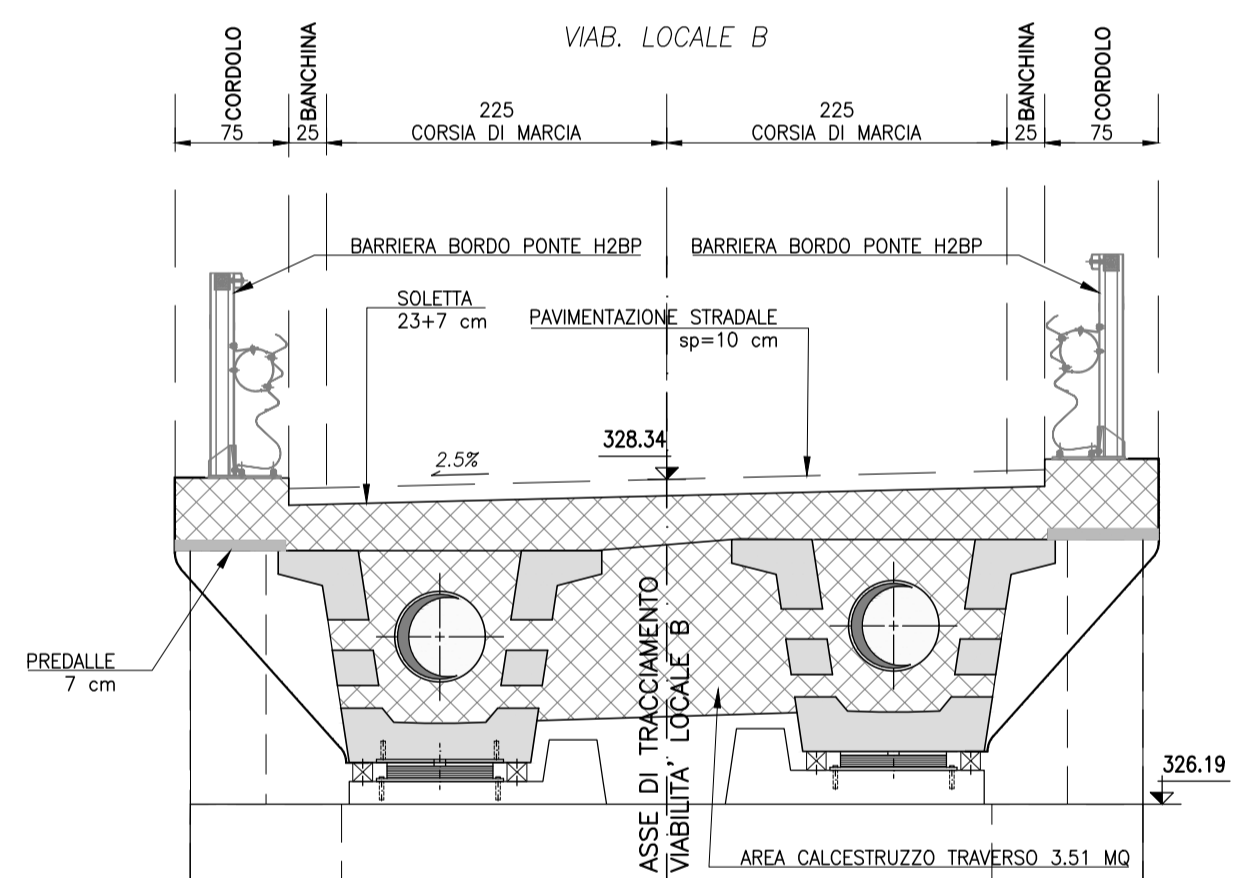 VIAB. LOCALE B
CORDOLO
BANCHINA
BANCHINA
CORDOLO
75
25
225
CORSIA DI MARCIA
225
CORSIA DI MARCIA
25
75
BARRIERA BORDO PONTE H2BP
BARRIERA BORDO PONTE H2BP
SOLETTA
23+7 cm
PAVIMENTAZIONE STRADALE
sp=10 cm
328.34
2.5%
PREDALLE
7 cm
ASSE DI TRACCIAMENTO
VIABILITA' LOCALE B
326.19
AREA CALCESTRUZZO TRAVERSO 3.51 MQ